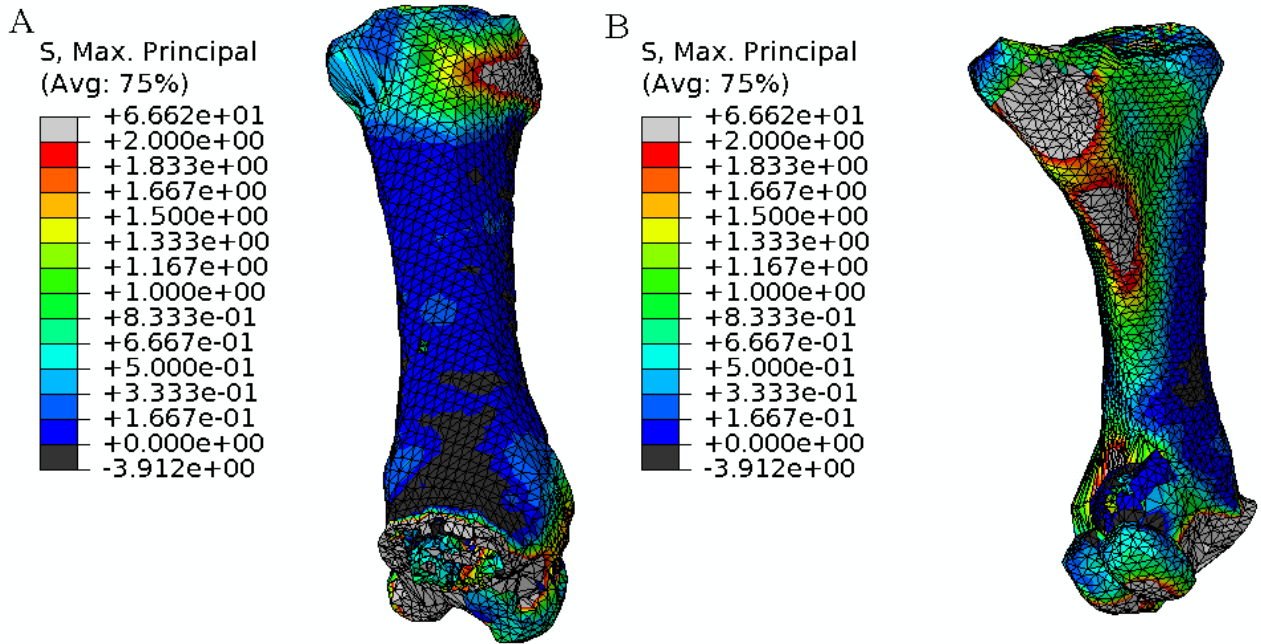 A
S, Max. Principal
(Avg: 75%)
+6.662e+01
+2.000e+00
+1.833e+00
+1.667e+00
+1.500e+00
+1.333e+00
+1.167e+00
+1.000e+00
+8.333e-01
+6.667e-01
+5.000e-01
+3.333e-01
+1.667e-01
+0.000e+00
-3.912e+00
B
S, Max. Principal
(Avg: 75%)
+6.662e+01
+2.000e+00
+1.833e+00
+1.667e+00
+1.500e+00
+1.333e+00
+1.167e+00
+1.000e+00
+8.333e-01
+6.667e-01
+5.000e-01
+3.333e-01
+1.667e-01
+0.000e+00
-3.912e+00